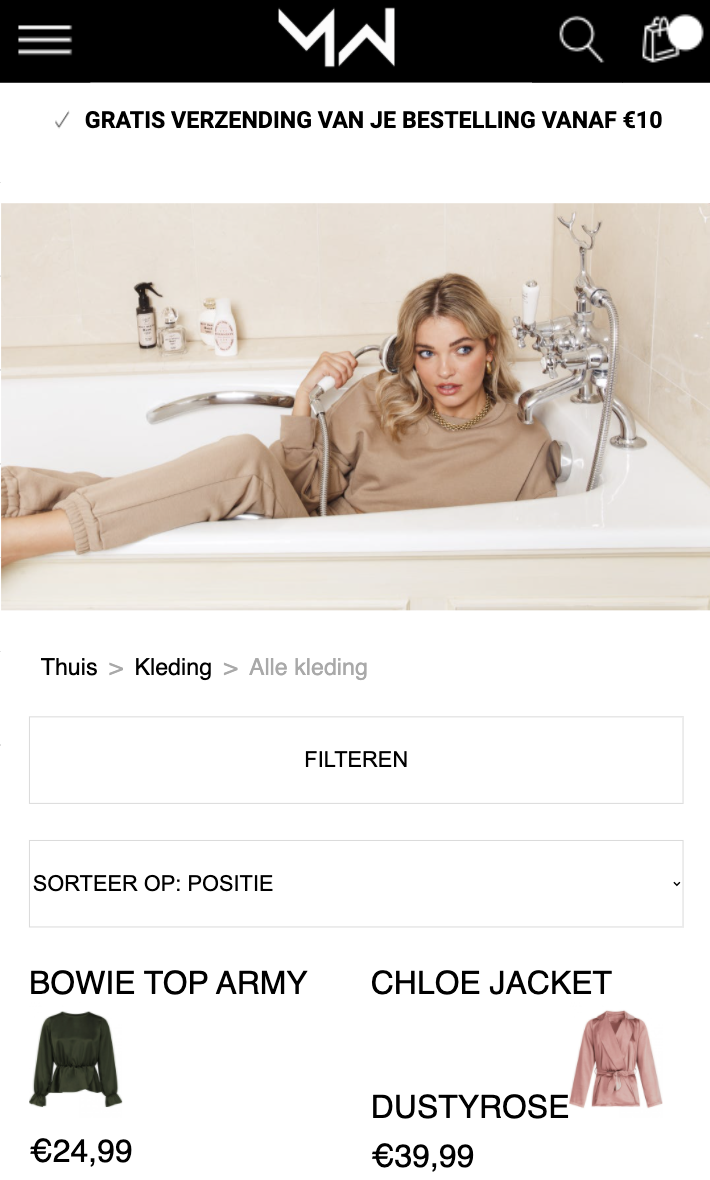 GRATIS VERZENDING VAN JE BESTELLING VANAF €10
Thuis > Kleding > Alle kleding
FILTEREN
SORTEER OP: POSITIE
BOWIE TOP ARMY
€24,99
CHLOE JACKET
DUSTYROSE
€39,99